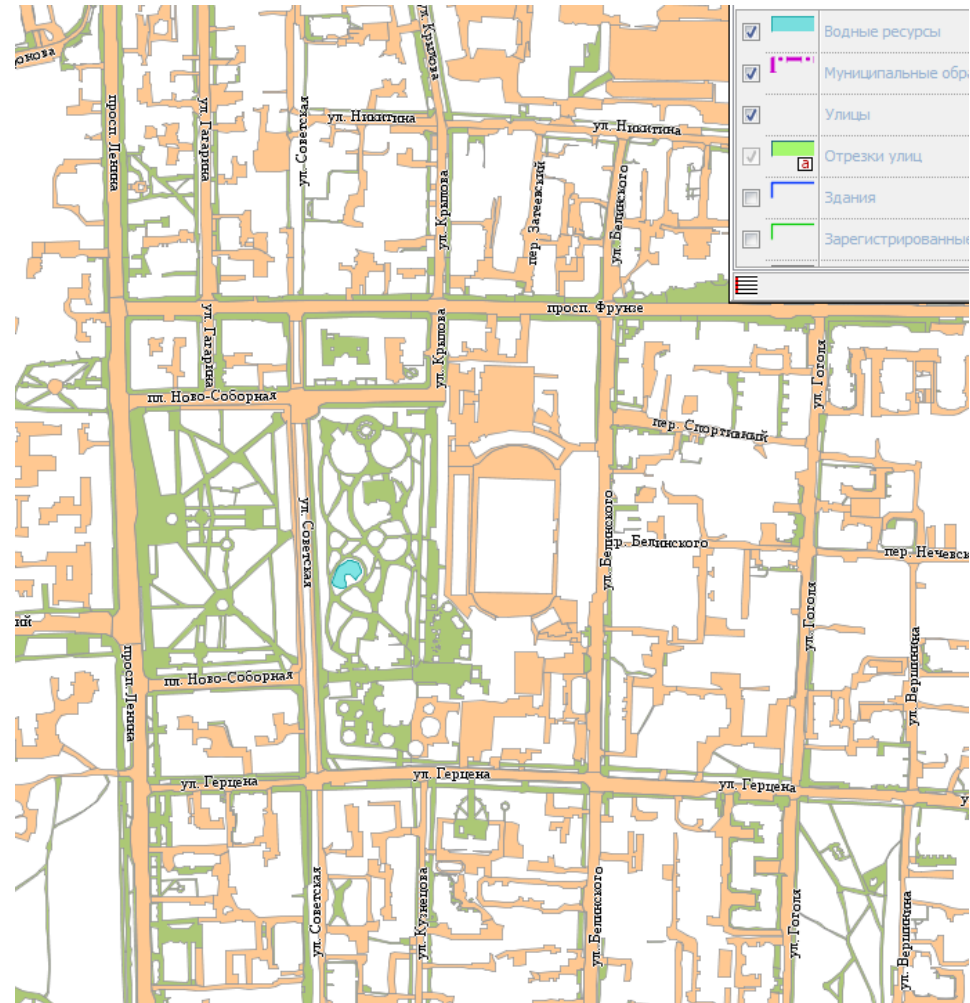 Водные ресурсы
Муниципальные обра
Улицы
Отрезки улиц
a
Здания
Зарегистрированные
ул. Крылова
просп. Ленина
ул. Гагарина
ул. Советская
ул. Никитина
ул. Никитина
ул. Крылова
пер. Затеевский
ул. Белинского
просп. Фрунзе
ул. Гагарина
ул. Крылова
ул. Гоголя
пл. Ново-Соборная
пер. Спортивный
ул. Советская
ул. Белинского
пр. Белинского
пер. Нечевск
ул. Гоголя
ий
просп. Ленина
ул. Вершинина
пл. Ново-Соборная
ул. Герцена
ул. Герцена
ул. Герцена
у
ул. Советская
ул. Кузнецова
ул. Белинского
ул. Гоголя
ул. Вершинина